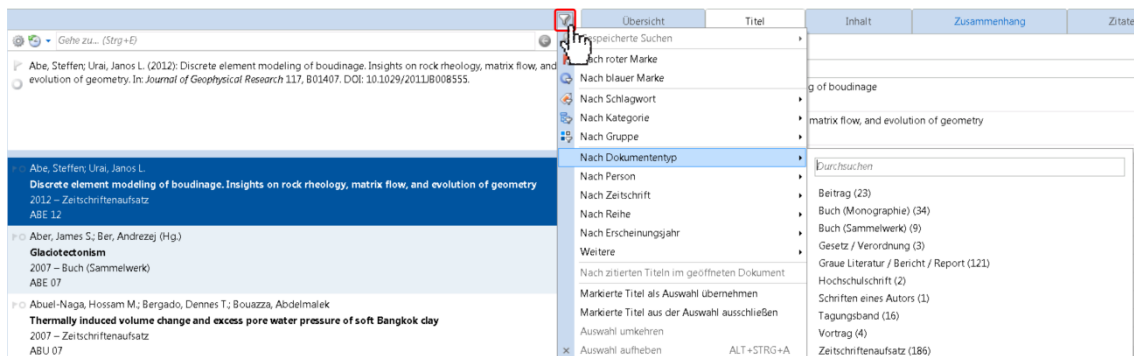 Übersicht
Titel
Inhalt
Zusammenhang
Zitate
Gehe zu... (Strg+E)
Abe, Steffen; Urai, Janos L. (2012): Discrete element modeling of boudinage. Insights on rock rheology, matrix flow, and
evolution of geometry. In: Journal of Geophysical Research 117, B01407. DOI: 10.1029/2011JB008555.
Abe, Steffen; Urai, Janos L.
Discrete element modeling of boudinage. Insights on rock rheology, matrix flow, and evolution of geometry
2012 – Zeitschriftenaufsatz
ABE 12
Aber, James S.; Ber, Andrezej (Hg.)
Glaciotectonism
2007 – Buch (Sammelwerk)
ABE 07
Abuel-Naga, Hossam M.; Bergado, Dennes T.; Bouazza, Abdelmalek
Thermally induced volume change and excess pore water pressure of soft Bangkok clay
2007 – Zeitschriftenaufsatz
ABU 07
espeicherte Suchen
ach roter Marke
Nach blauer Marke
Nach Schlagwort
Nach Kategorie
Nach Gruppe
Nach Dokumententyp
Nach Person
Nach Zeitschrift
Nach Reihe
Nach Erscheinungsjahr
Weitere
Nach zitierten Titeln im geöffneten Dokument
Markierte Titel als Auswahl übernehmen
Markierte Titel aus der Auswahl ausschließen
Auswahl umkehren
Auswahl aufheben ALT+STRG+A
g of boudinage
matrix flow, and evolution of geometry
Durchsuchen
Beitrag (23)
Buch (Monographie) (34)
Buch (Sammelwerk) (9)
Gesetz / Verordnung (3)
Graue Literatur / Bericht / Report (121)
Hochschulschrift (2)
Schriften eines Autors (1)
Tagungsband (16)
Vortrag (4)
Zeitschriftenaufsatz (186)